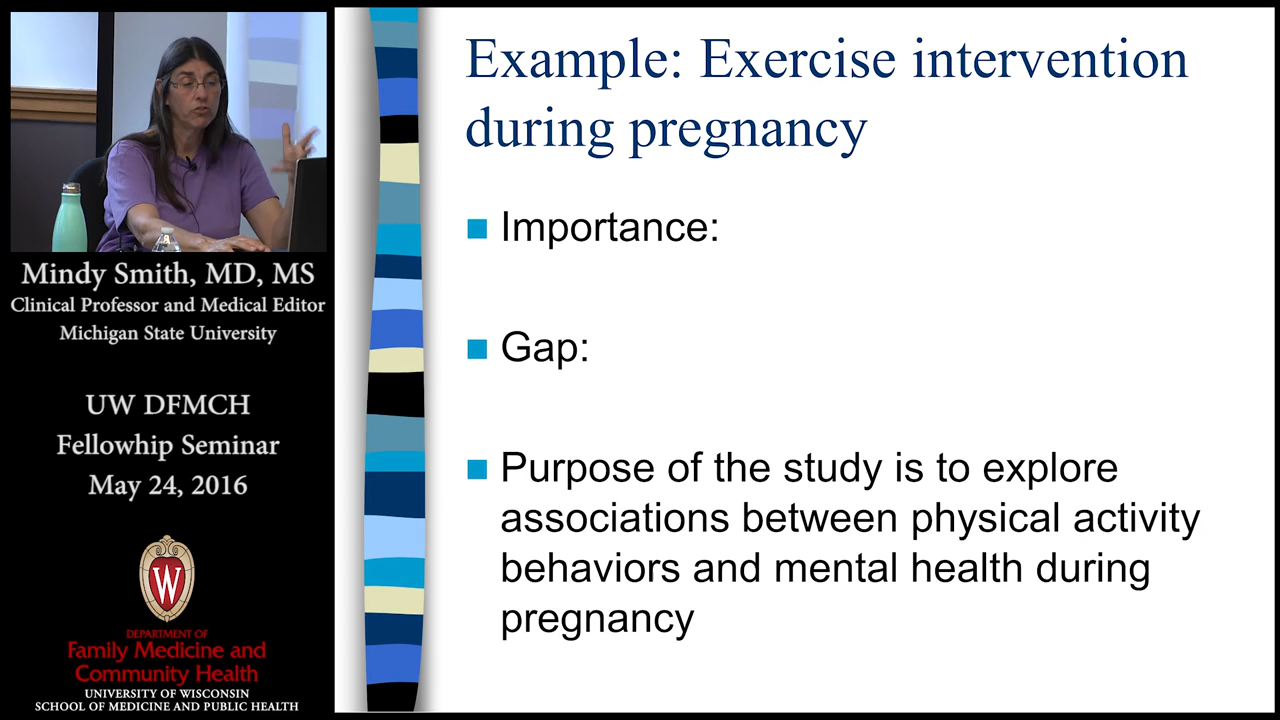 Mindy Smith, MD, MS
Clinical Professor and Medical Editor
Michigan State University
UW DFMCH
Fellowhip Seminar
May 24, 2016
W
DEPARTMENT OF
Family Medicine and
Community Health
UNIVERSITY OF WISCONSIN
SCHOOL OF MEDICINE AND PUBLIC HEALTH
Example: Exercise intervention
during pregnancy
Importance:
Gap:
Purpose of the study is to explore
associations between physical activity
behaviors and mental health during
pregnancy